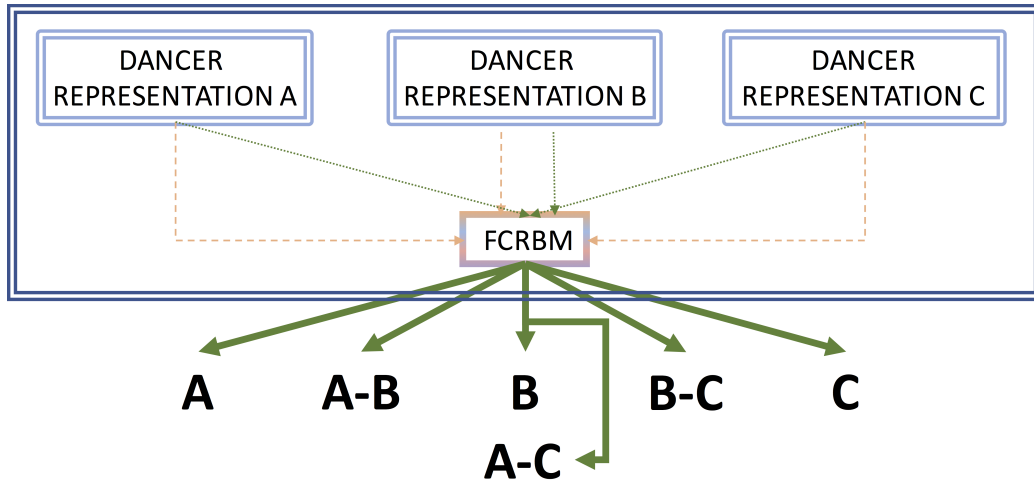 DANCER
REPRESENTATION A
DANCER
REPRESENTATION B
DANCER
REPRESENTATION C
FCRBM
A
A-B
B
B-C
C
A-C